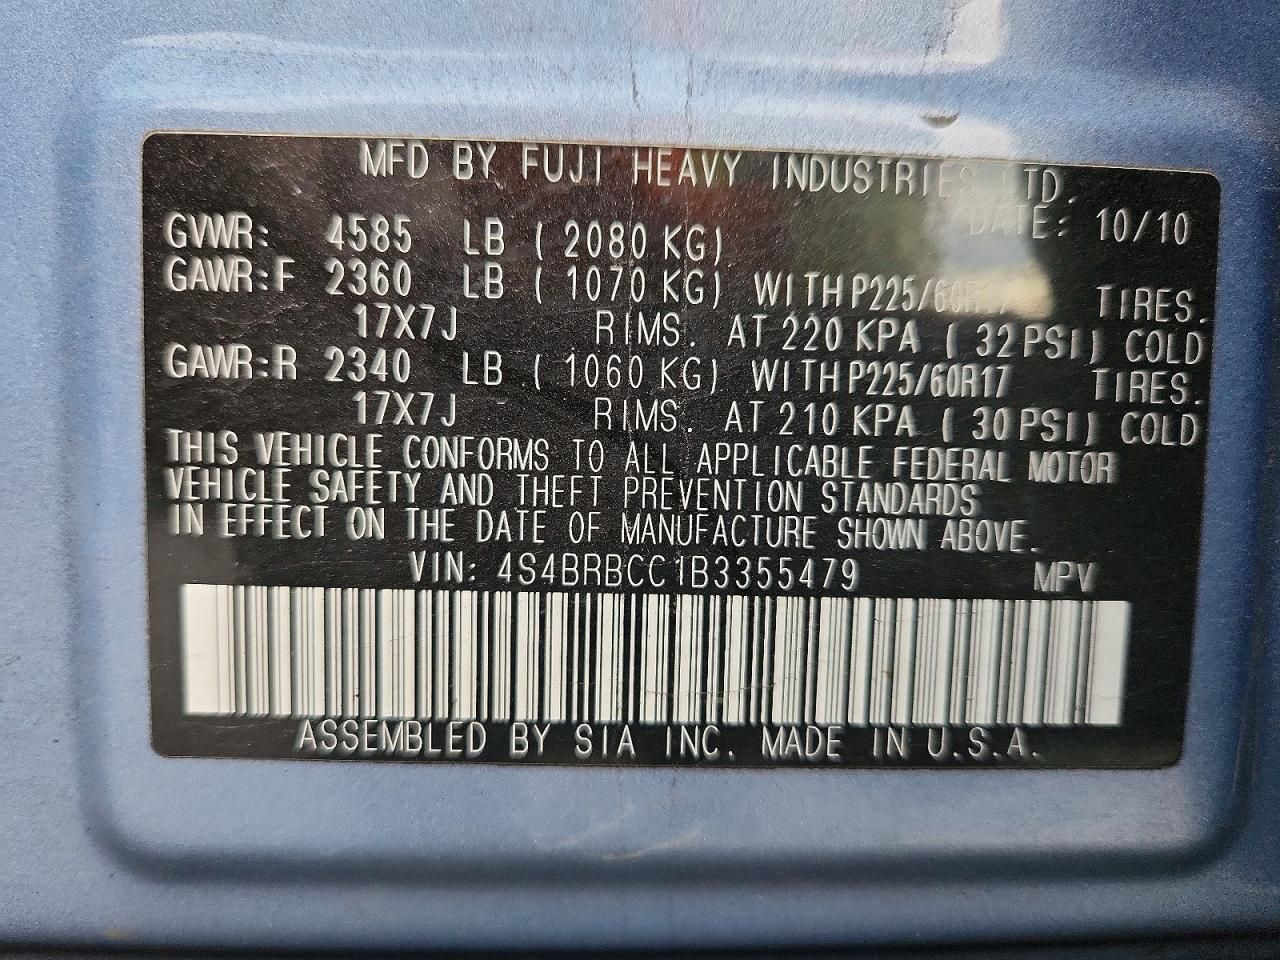 MFD BY FUJI HEAVY INDUSTRIES LTD.
DATE: 10/10
GVWR: 4585 LB ( 2080 KG)
GAWR:F 2360 LB ( 1070 KG) WITH P225/60R17 TIRES.
17X7J RIMS. AT 220 KPA ( 32 PSI) COLD
GAWR:R 2340 LB ( 1060 KG) WITH P225/60R17 TIRES.
17X7J RIMS. AT 210 KPA ( 30 PSI) COLD
THIS VEHICLE CONFORMS TO ALL APPLICABLE FEDERAL MOTOR
VEHICLE SAFETY AND THEFT PREVENTION STANDARDS
IN EFFECT ON THE DATE OF MANUFACTURE SHOWN ABOVE.
VIN: 4S4BRBCC1B3355479 MPV
ASSEMBLED BY SIA INC. MADE IN U.S.A.